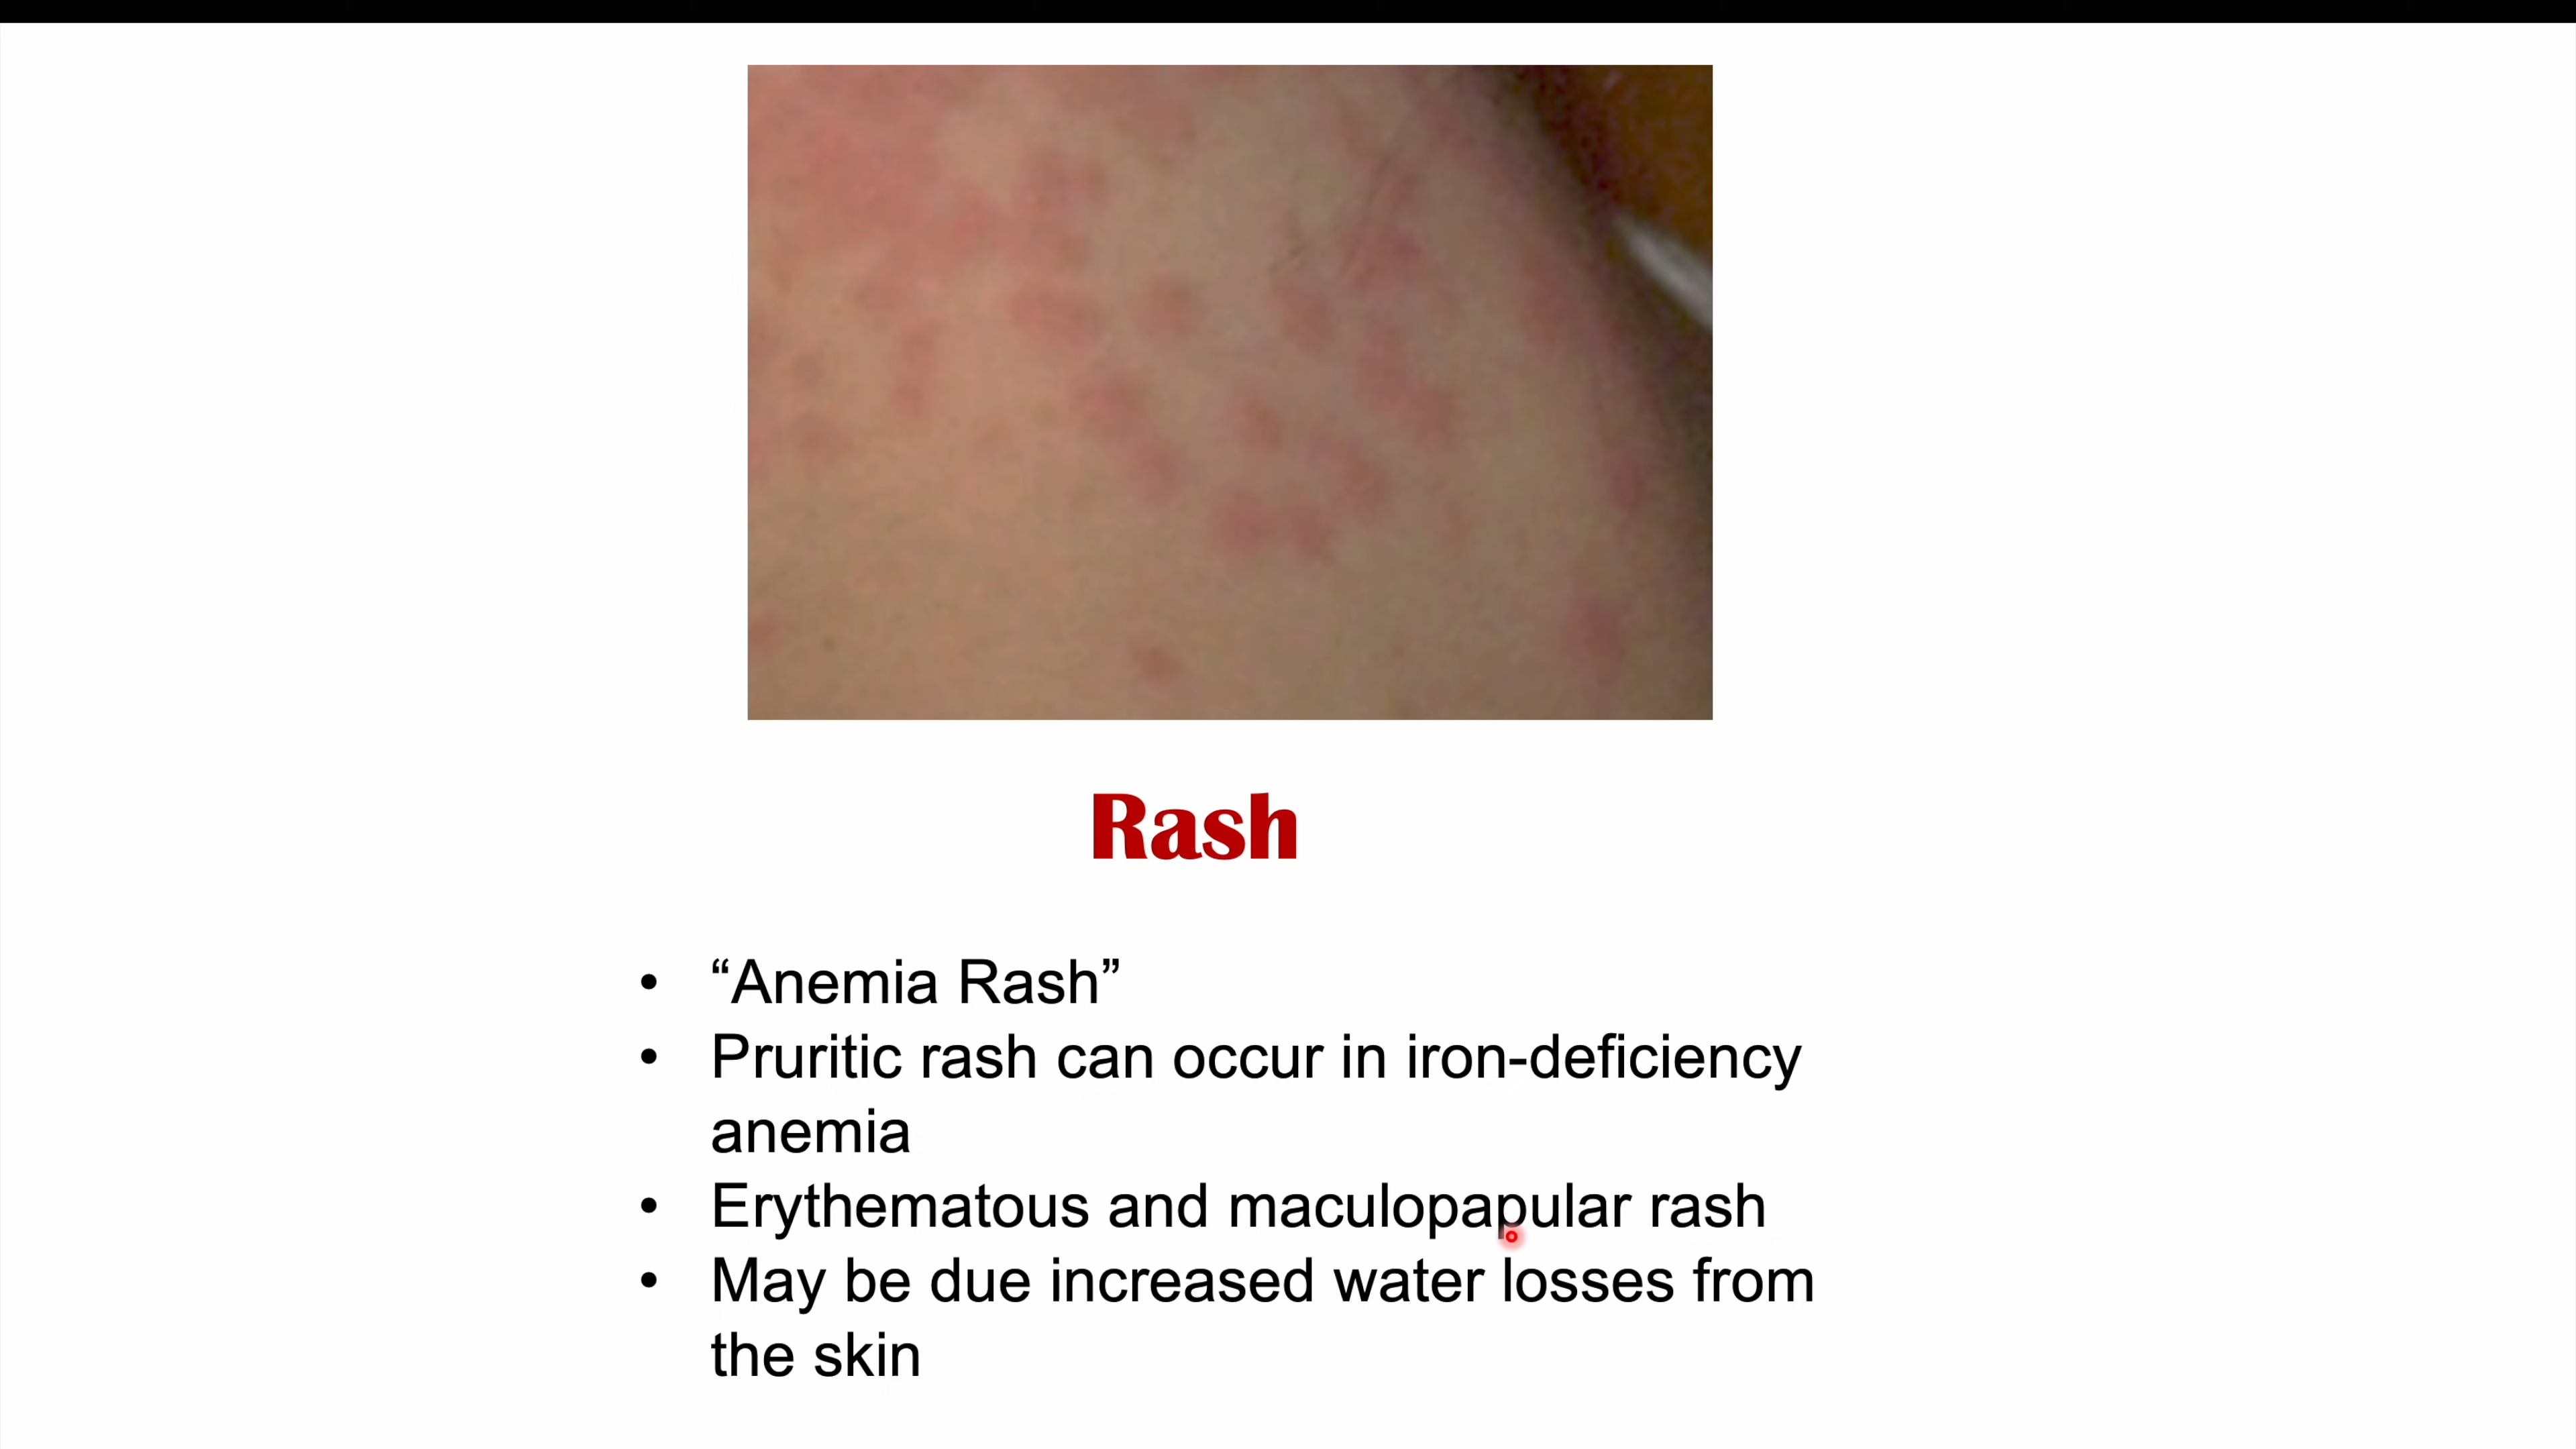 Rash
• “Anemia Rash”
• Pruritic rash can occur in iron-deficiency
anemia
• Erythematous and maculopapular rash
• May be due increased water losses from
the skin